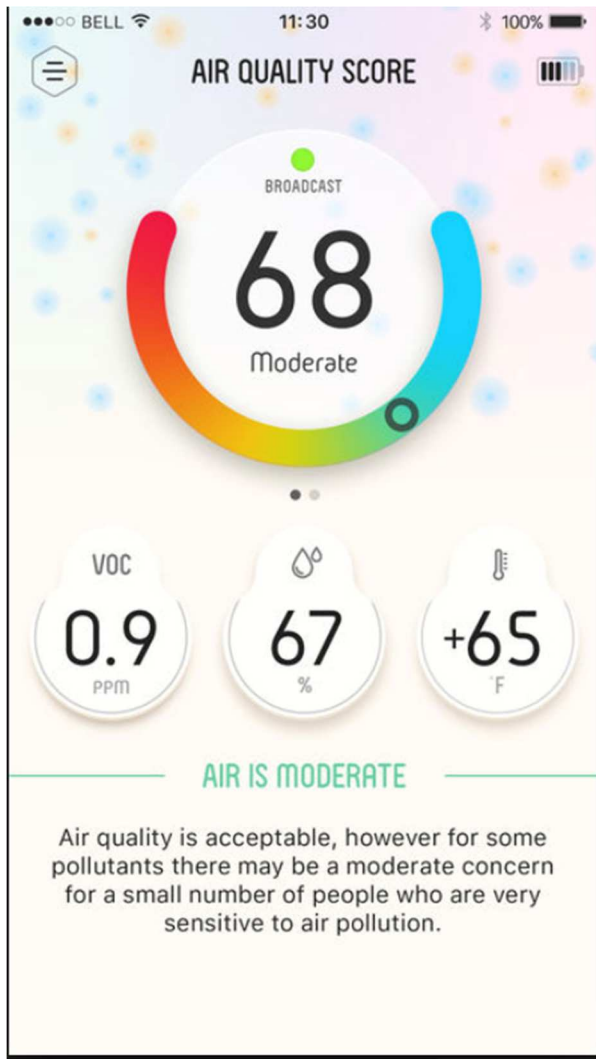 BELL 11:30 100%
AIR QUALITY SCORE
BROADCAST
68
Moderate
VOC
0.9 67 +65
PPM % °F
AIR IS MODERATE
Air quality is acceptable, however for some
pollutants there may be a moderate concern
for a small number of people who are very
sensitive to air pollution.